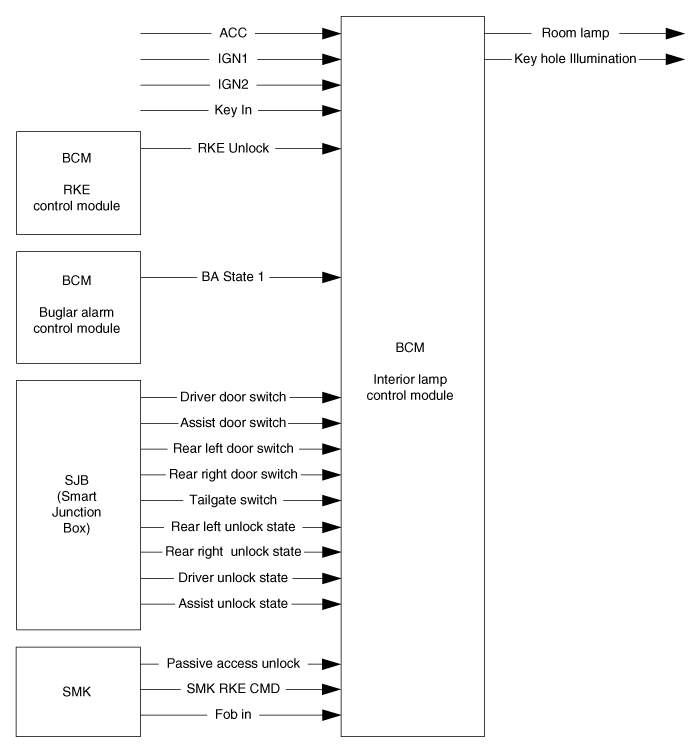 ACC
IGN1
IGN2
Key In
BCM
RKE
control module
RKE Unlock
BCM
Buglar alarm
control module
BA State 1
SJB
(Smart
Junction
Box)
Driver door switch
Assist door switch
Rear left door switch
Rear right door switch
Tailgate switch
Rear left unlock state
Rear right unlock state
Driver unlock state
Assist unlock state
SMK
Passive access unlock
SMK RKE CMD
Fob in
BCM
Interior lamp
control module
Room lamp
Key hole Illumination